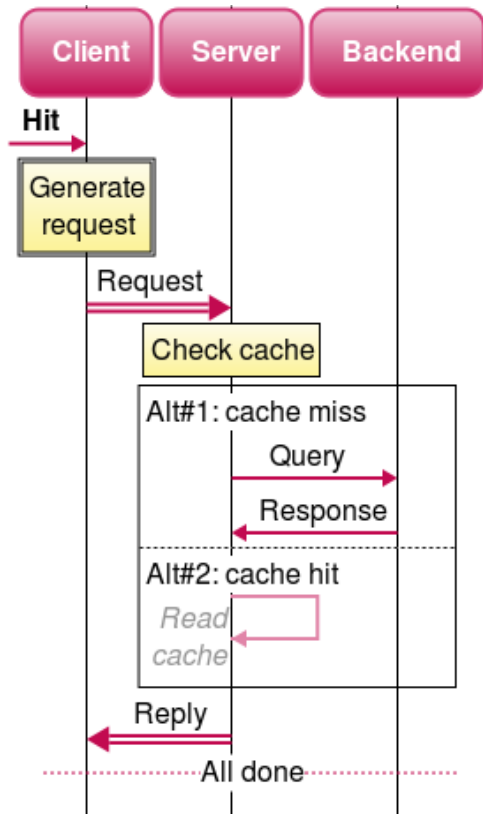 Client Server Backend
Hit
Generate
request
Request
Check cache
Alt#1: cache miss
Query
Response
Alt#2: cache hit
Read
cache
Reply
All done